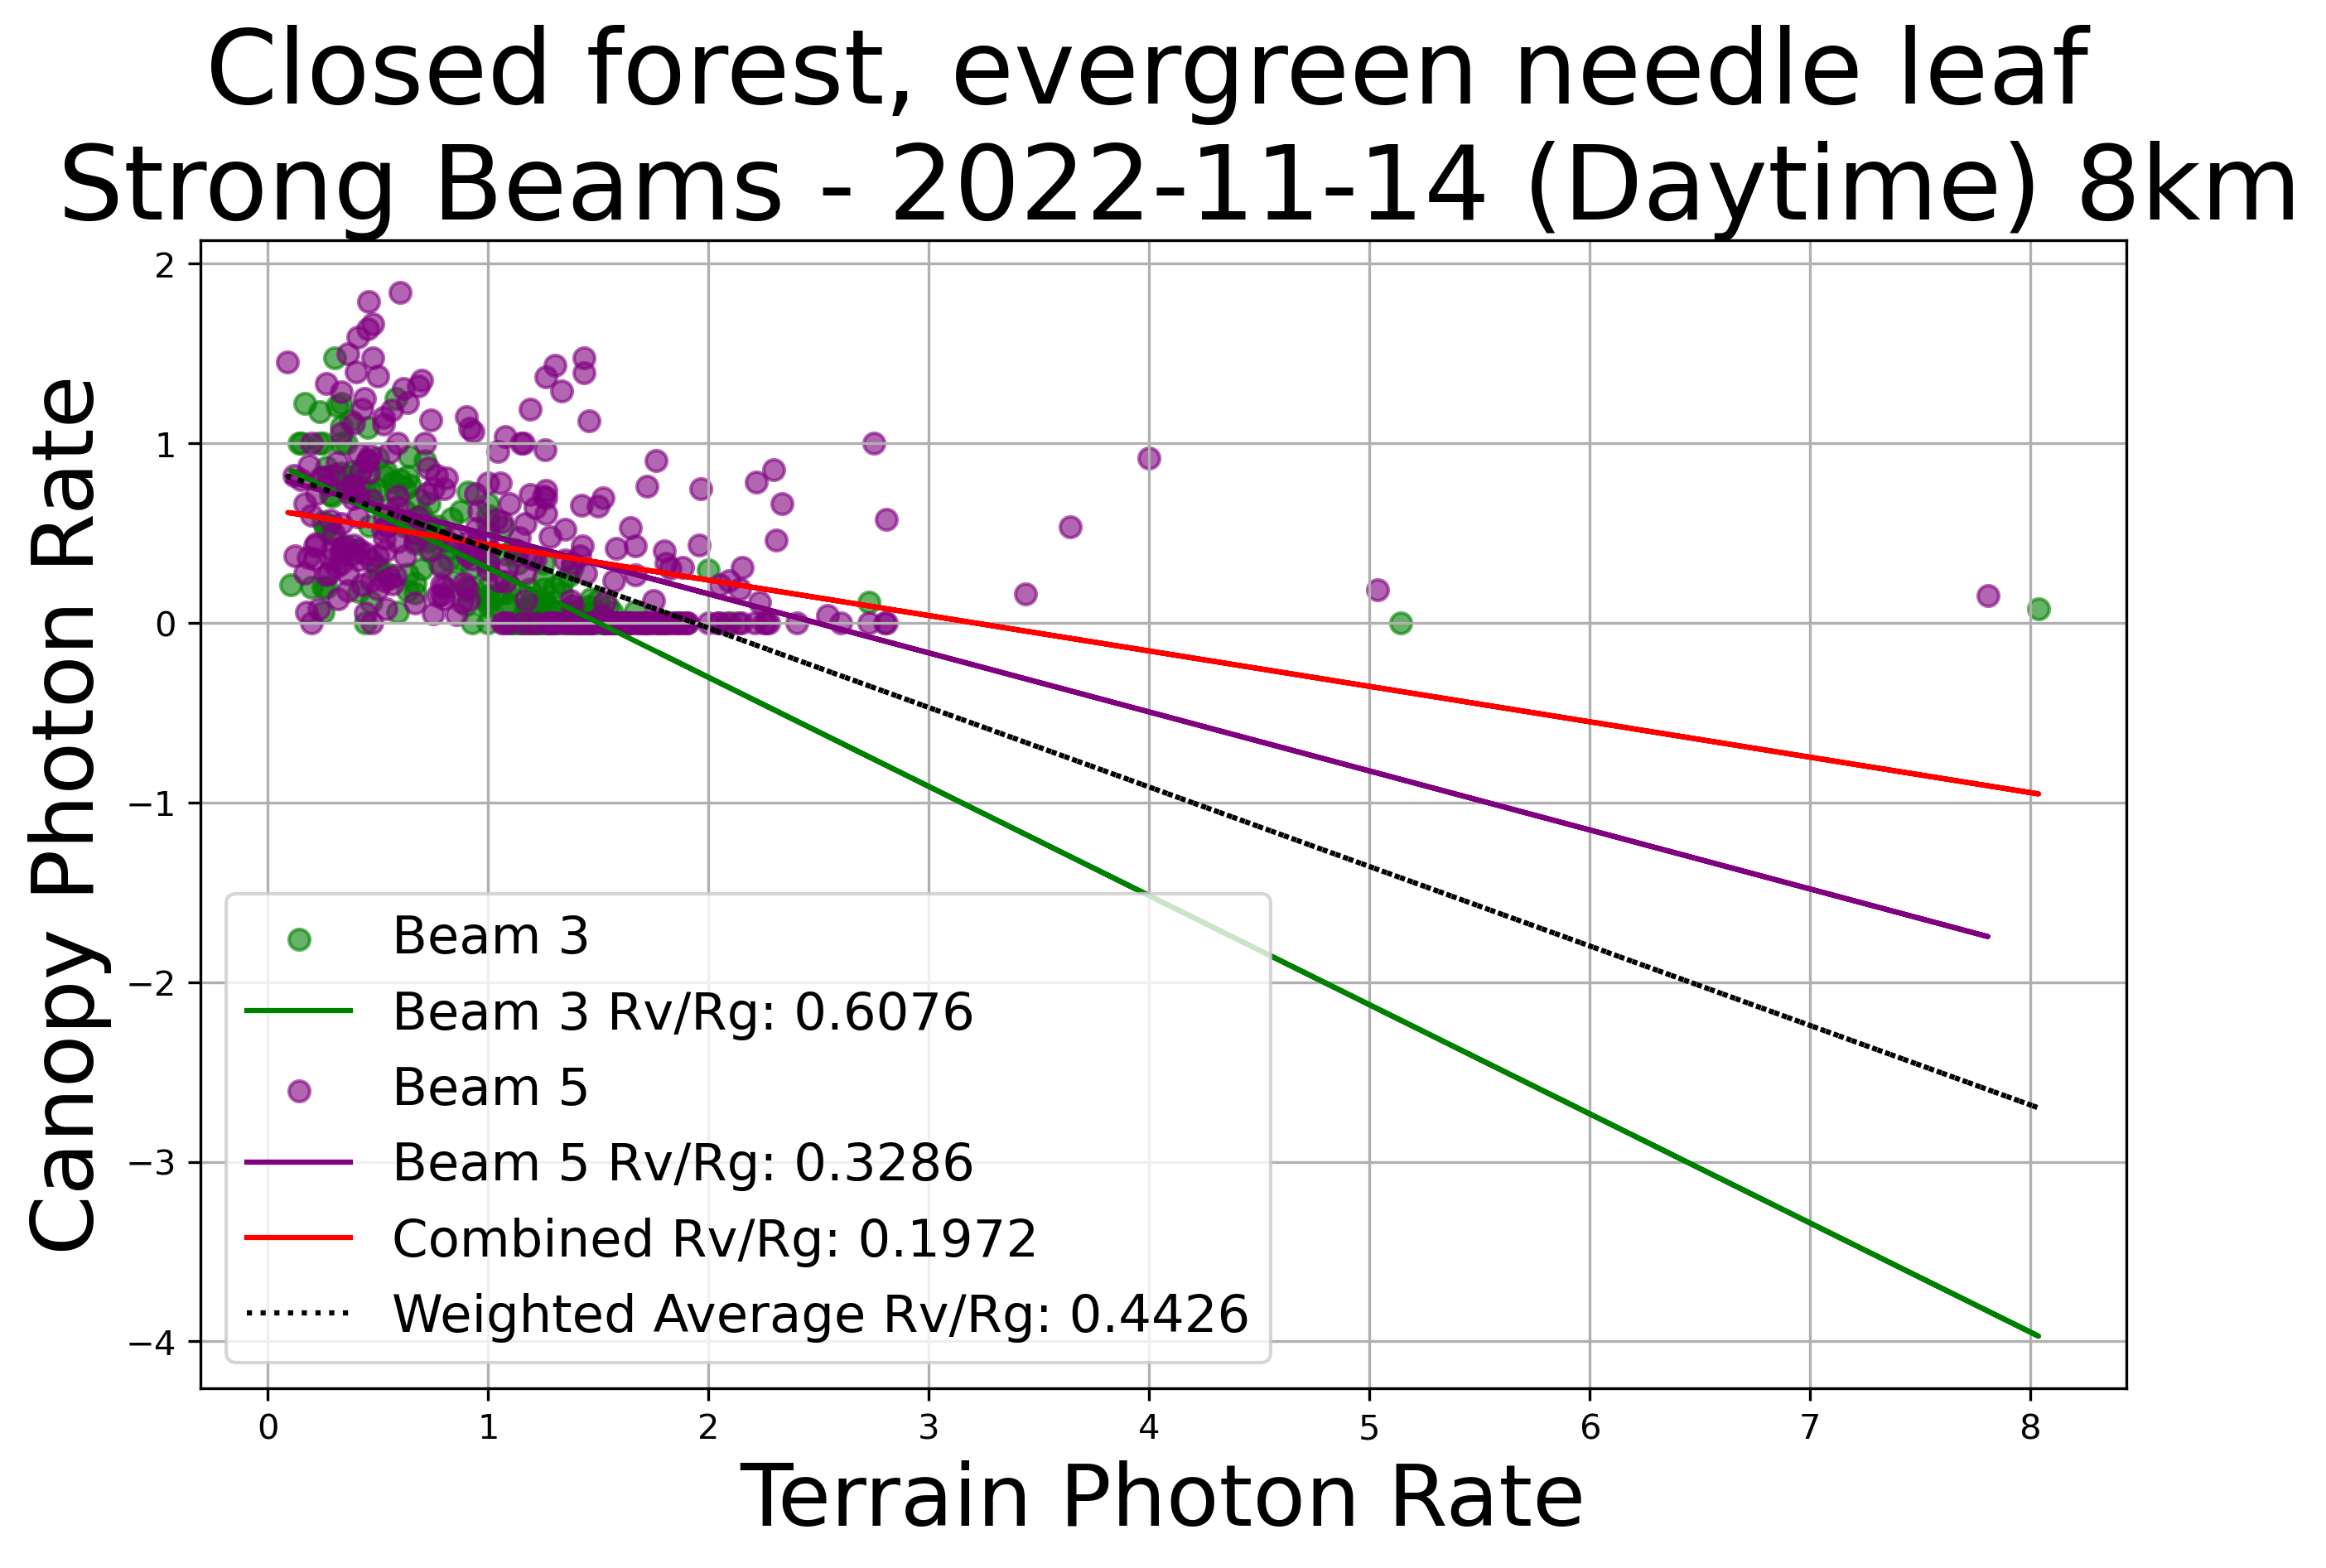 Closed forest, evergreen needle leaf
Strong Beams - 2022-11-14 (Daytime) 8km
Canopy Photon Rate
2
1
0
−1
−2
−3
−4
Beam 3
Beam 3 Rv/Rg: 0.6076
Beam 5
Beam 5 Rv/Rg: 0.3286
Combined Rv/Rg: 0.1972
Weighted Average Rv/Rg: 0.4426
0 1 2 3 4 5 6 7 8
Terrain Photon Rate